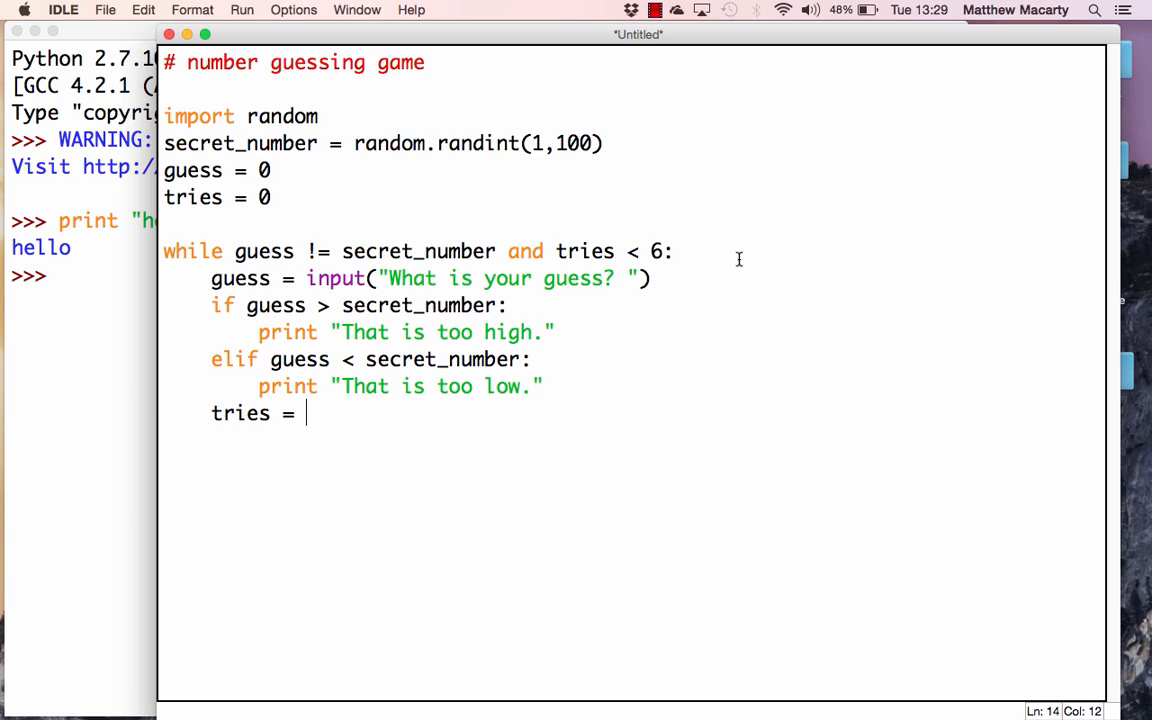 IDLE File Edit Format Run Options Window Help 48% Tue 13:29 Matthew Macarty
*Untitled*
Python 2.7.10
[GCC 4.2.1 (
Type "copyri
>>> WARNING:
Visit http:/
>>> print "h
hello
>>>
# number guessing game
import random
secret_number = random.randint(1,100)
guess = 0
tries = 0
while guess != secret_number and tries < 6:
    guess = input("What is your guess? ")
    if guess > secret_number:
        print "That is too high."
    elif guess < secret_number:
        print "That is too low."
    tries =
Ln: 14 Col: 12